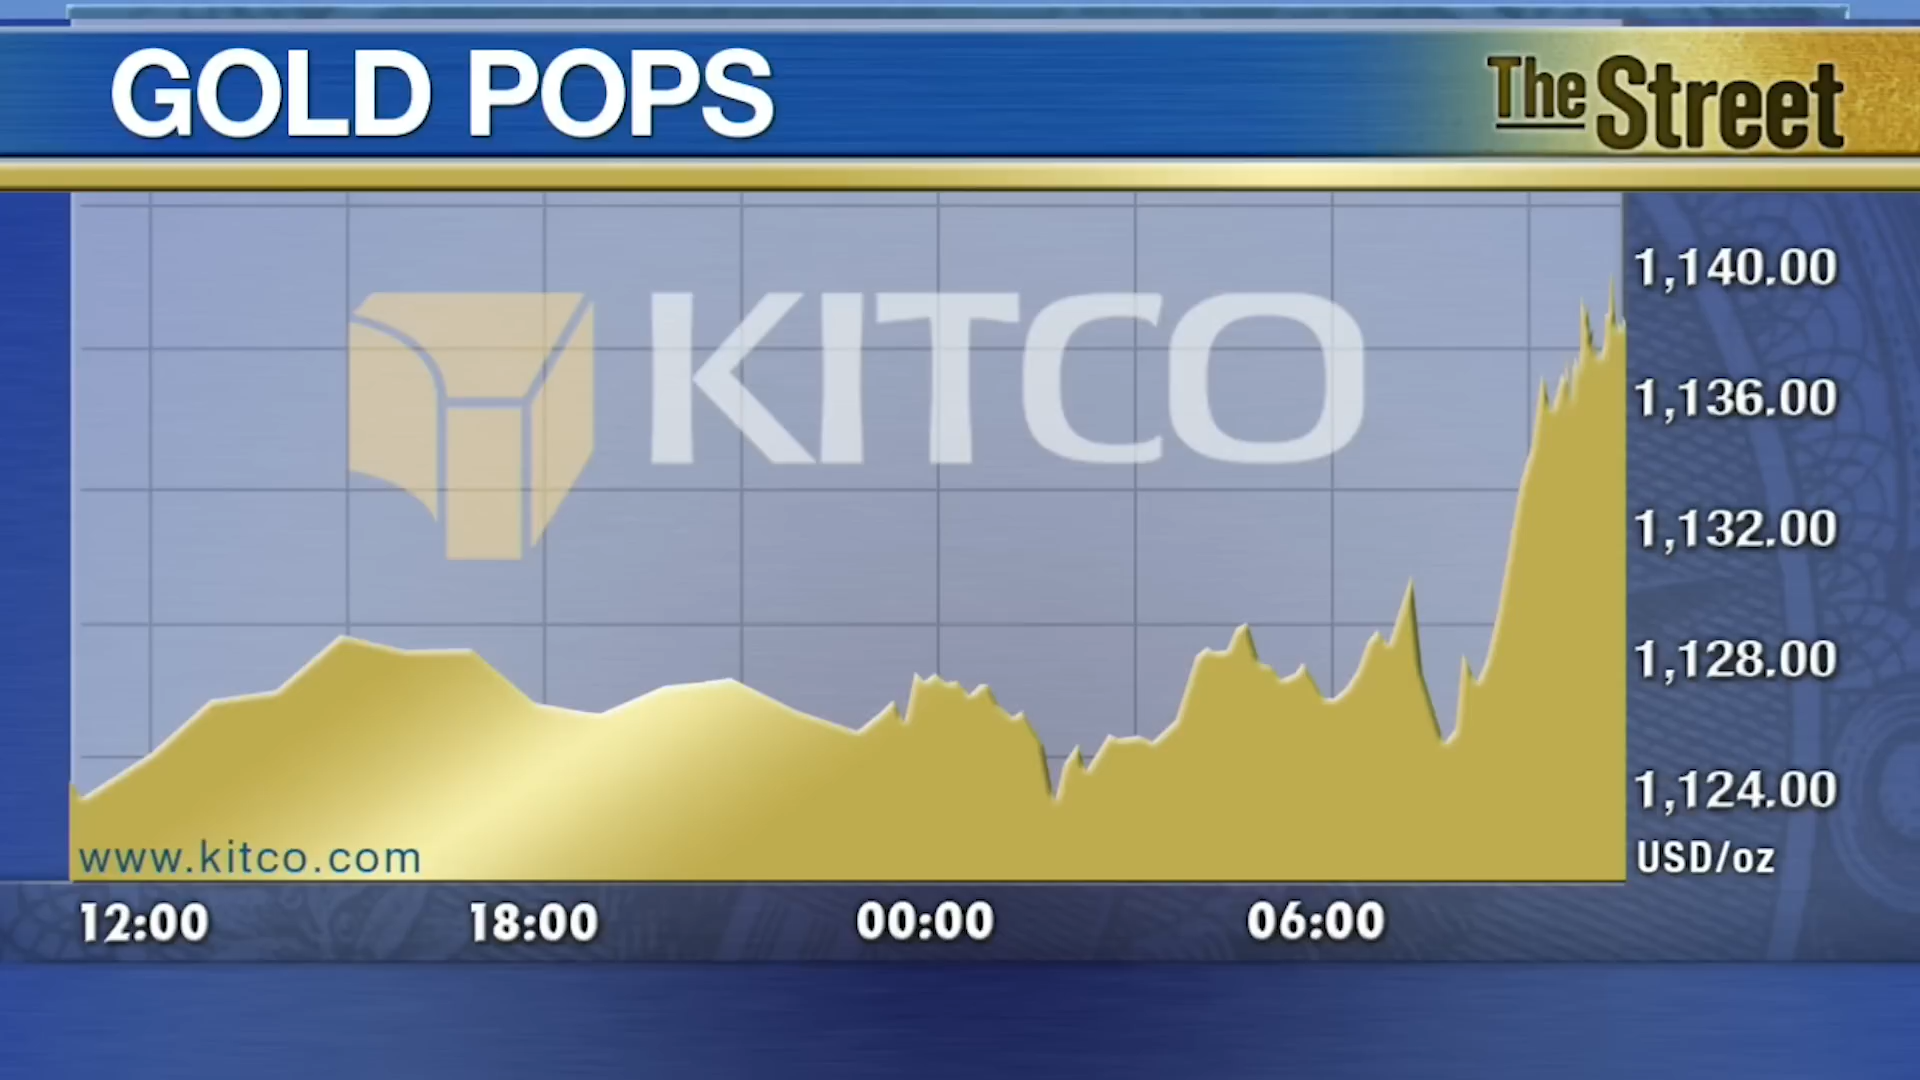 GOLD POPS
The Street
KITCO
1,140.00
1,136.00
1,132.00
1,128.00
1,124.00
www.kitco.com
USD/oz
12:00
18:00
00:00
06:00